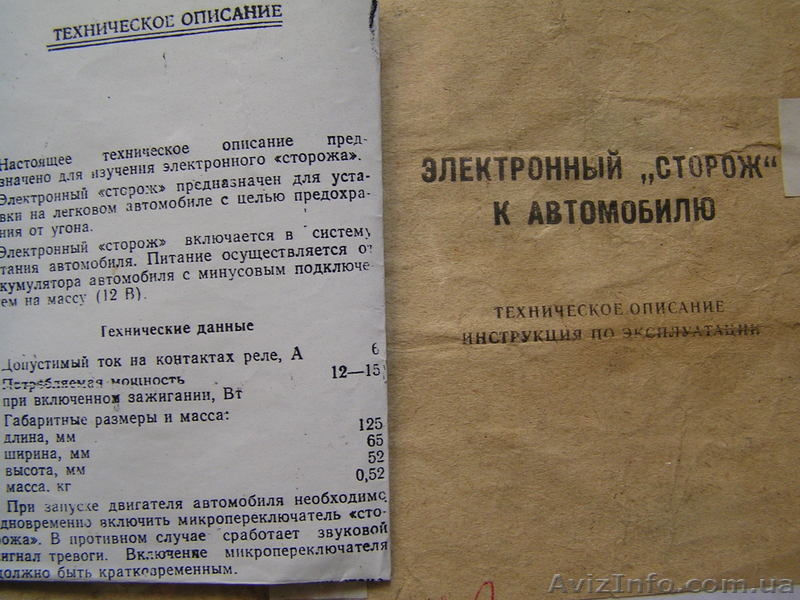 ТЕХНИЧЕСКОЕ ОПИСАНИЕ
Настоящее техническое описание пред-
значено для изучения электронного «сторожа».
Электронный «сторож» предназначен для уста-
вки на легковом автомобиле с целью предохра-
ния от угона.
Электронный «сторож» включается в систему
тания автомобиля. Питание осуществляется от
кумулятора автомобиля с минусовым подключе-
ем на массу (12 В).
Технические данные
Допустимый ток на контактах реле, А 6
Потребляемая мощность
при включенном зажигании, Вт 12—15
Габаритные размеры и масса:
длина, мм 125
ширина, мм 65
высота, мм 52
масса. кг 0,52
При запуске двигателя автомобиля необходимо
дновременно включить микропереключатель «сто-
рожа». В противном случае сработает звуковой
игнал тревоги. Включение микропереключателя
должно быть кратковременным.
ЭЛЕКТРОННЫЙ „СТОРОЖ“
К АВТОМОБИЛЮ
ТЕХНИЧЕСКОЕ ОПИСАНИЕ
ИНСТРУКЦИЯ ПО ЭКСПЛУАТАЦИИ
AvizInfo.com.ua